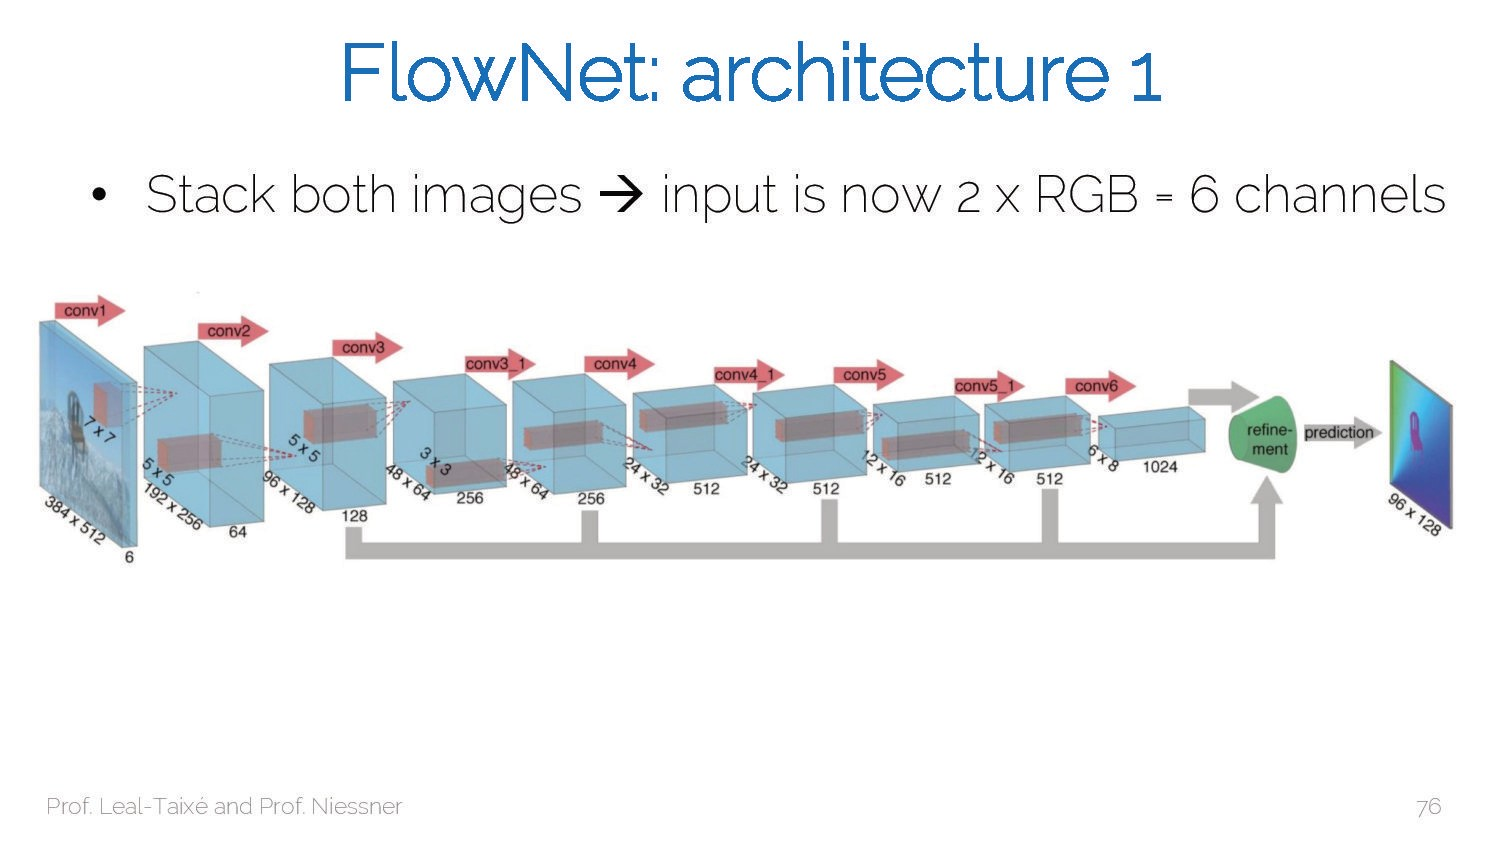 FlowNet: architecture 1
• Stack both images → input is now 2 x RGB = 6 channels
conv1
conv2
conv3
conv3_1
conv4
conv4_1
conv5
conv5_1
conv6
7 x 7
5 x 5
5 x 5
3 x 3
384 x 512
6
192 x 256
64
96 x 128
128
48 x 64
256
48 x 64
256
24 x 32
512
24 x 32
512
12 x 16
512
12 x 16
512
6 x 8
1024
refine-
ment
prediction
96 x 128
Prof. Leal-Taixé and Prof. Niessner
76